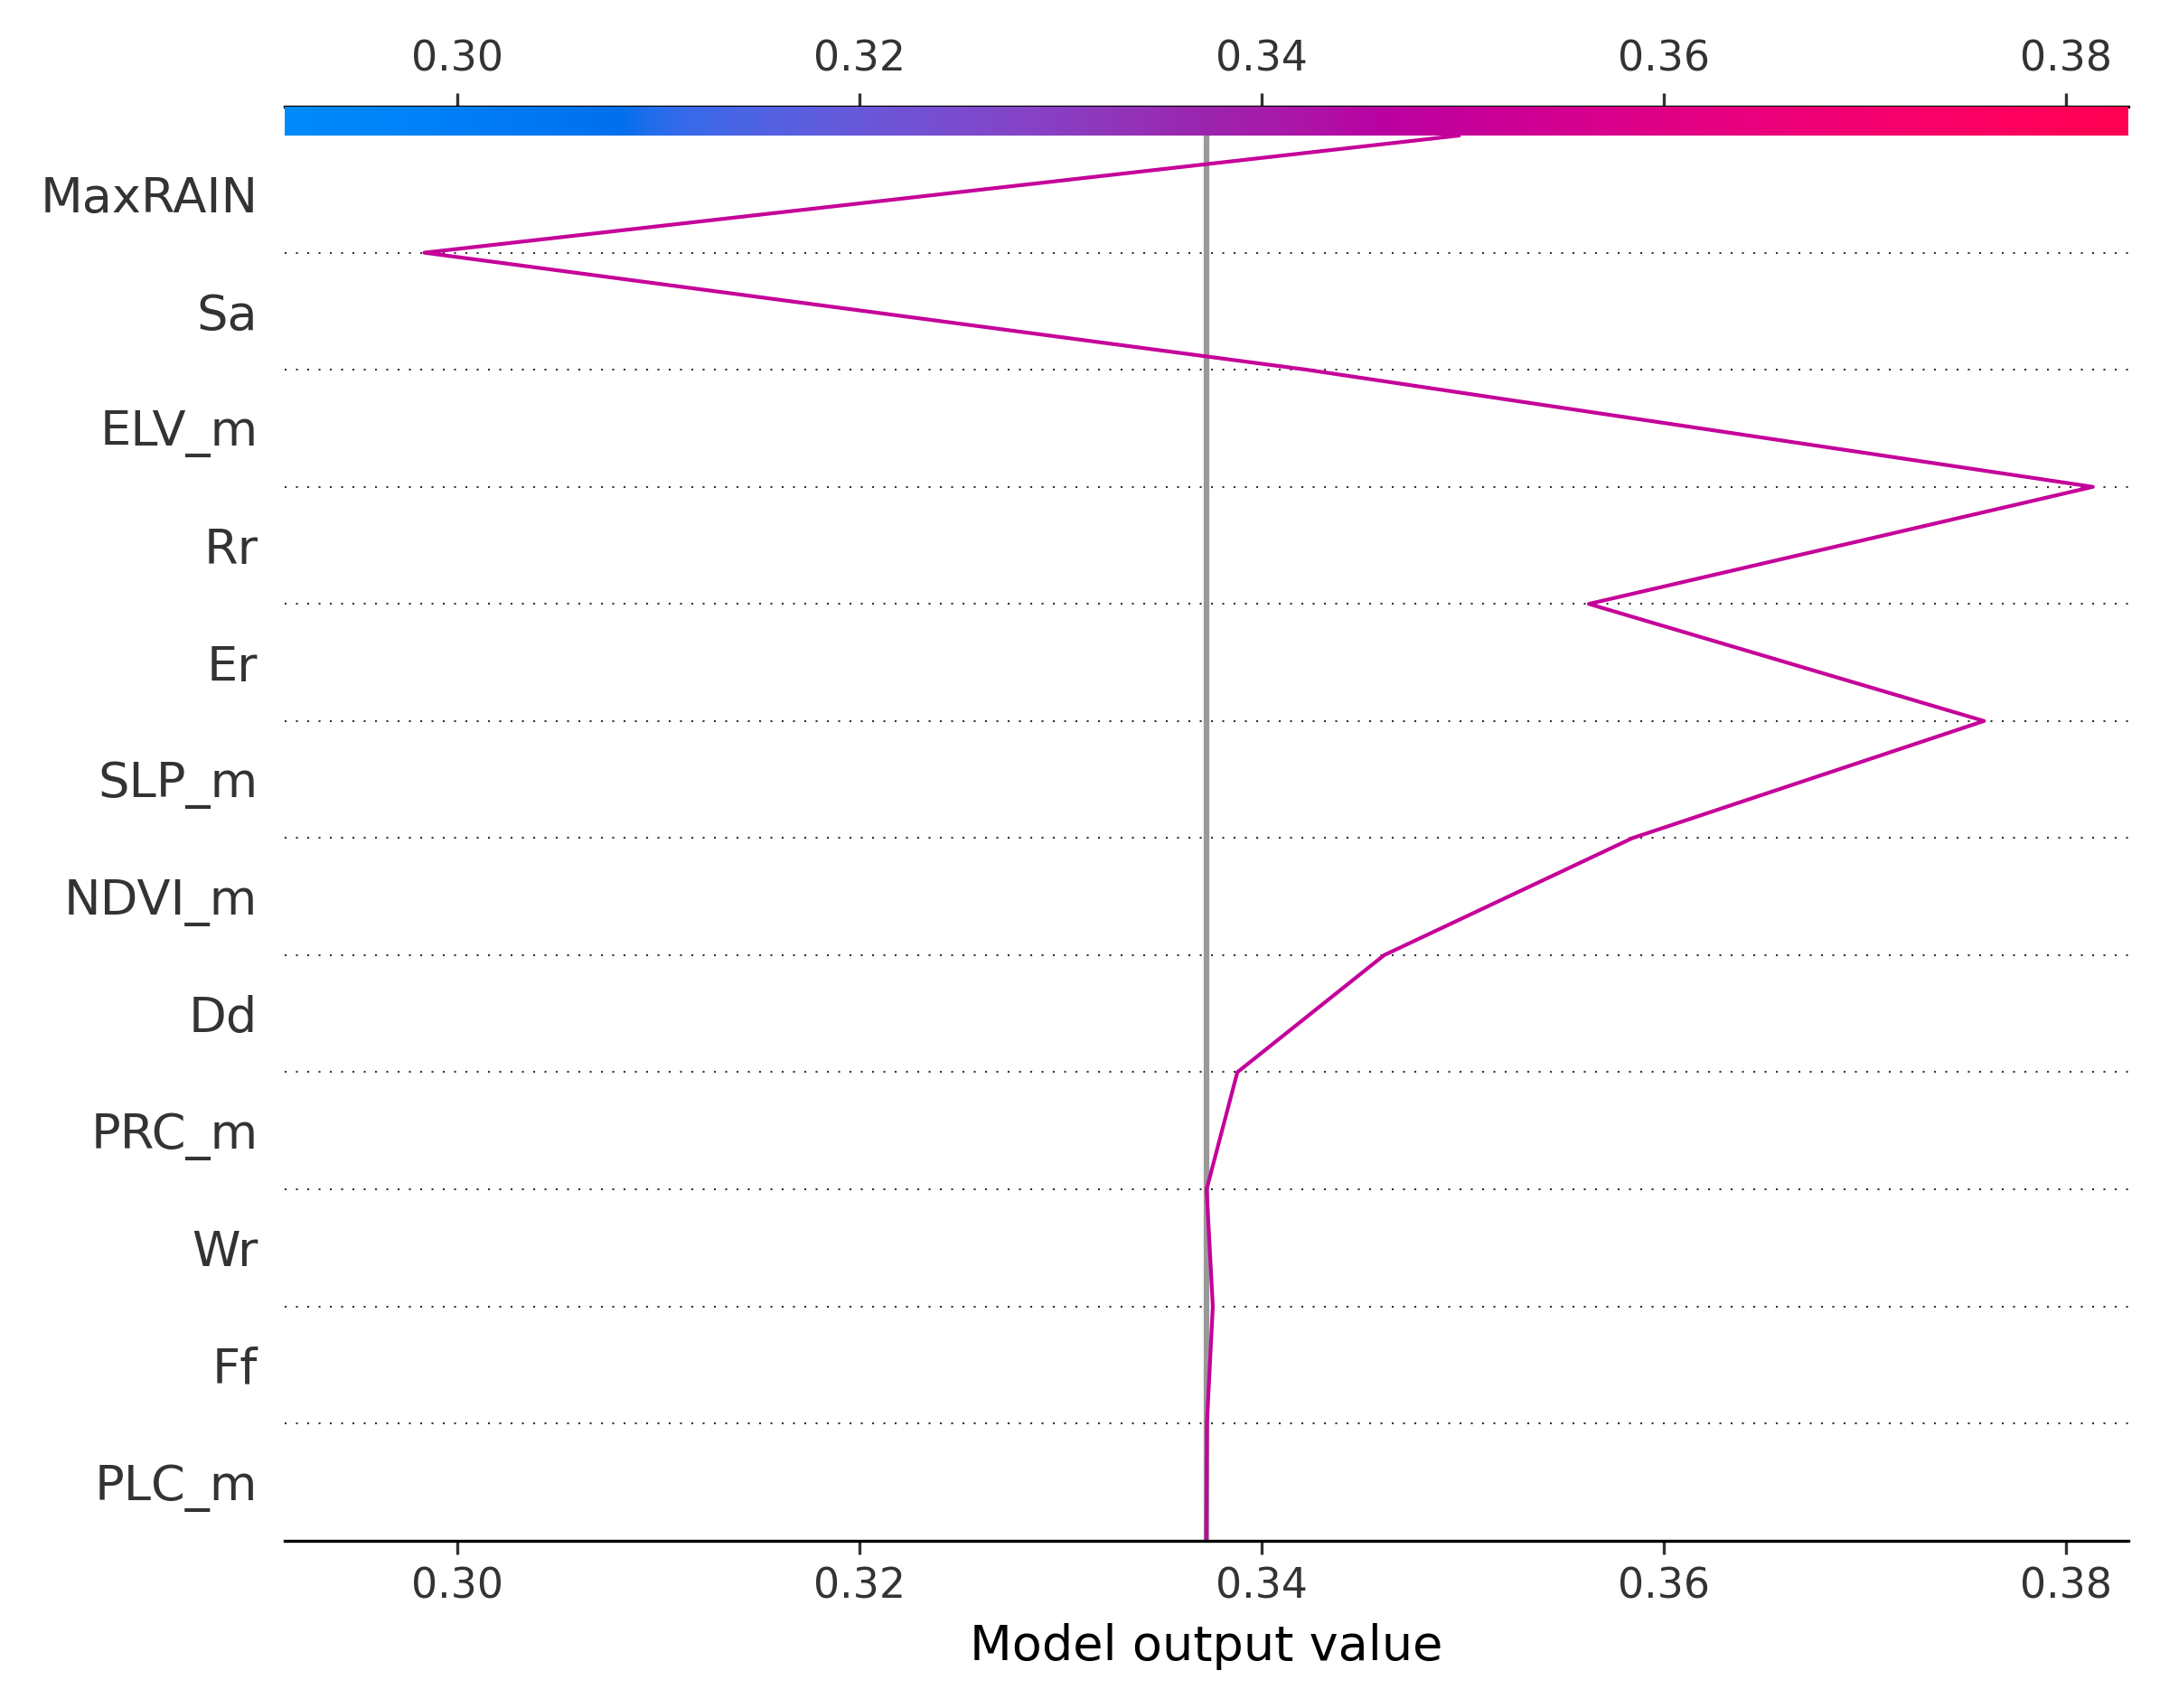 0.30 0.32 0.34 0.36 0.38
MaxRAIN
Sa
ELV_m
Rr
Er
SLP_m
NDVI_m
Dd
PRC_m
Wr
Ff
PLC_m
0.30 0.32 0.34 0.36 0.38
Model output value